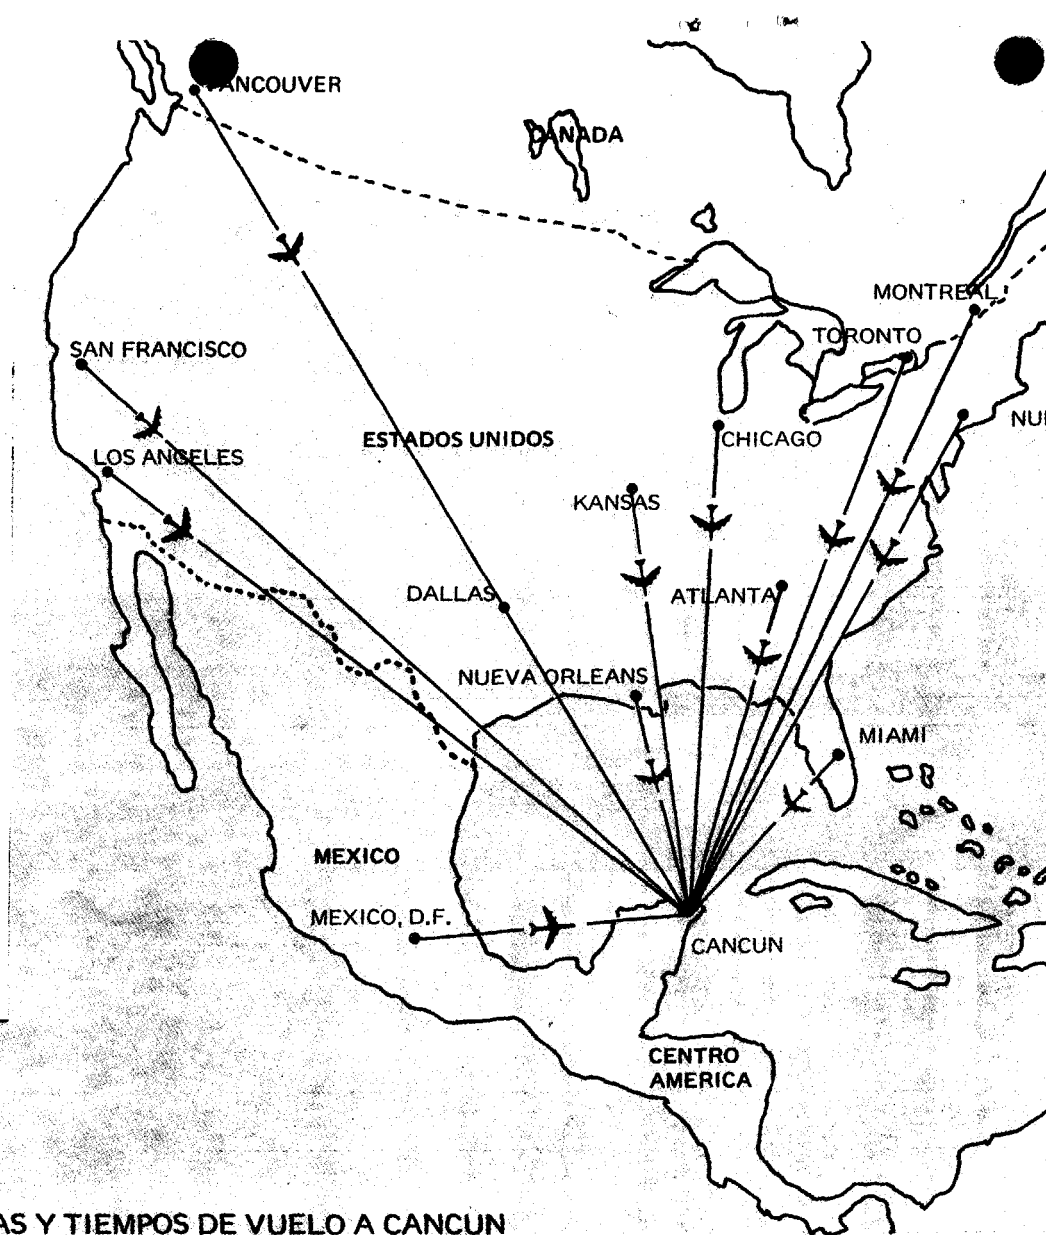 VANCOUVER
CANADA
MONTREAL
TORONTO
SAN FRANCISCO
ESTADOS UNIDOS
CHICAGO
LOS ANGELES
KANSAS
DALLAS
ATLANTA
NUEVA ORLEANS
MIAMI
MEXICO
MEXICO, D.F.
CANCUN
CENTRO
AMERICA
Y TIEMPOS DE VUELO A CANCUN